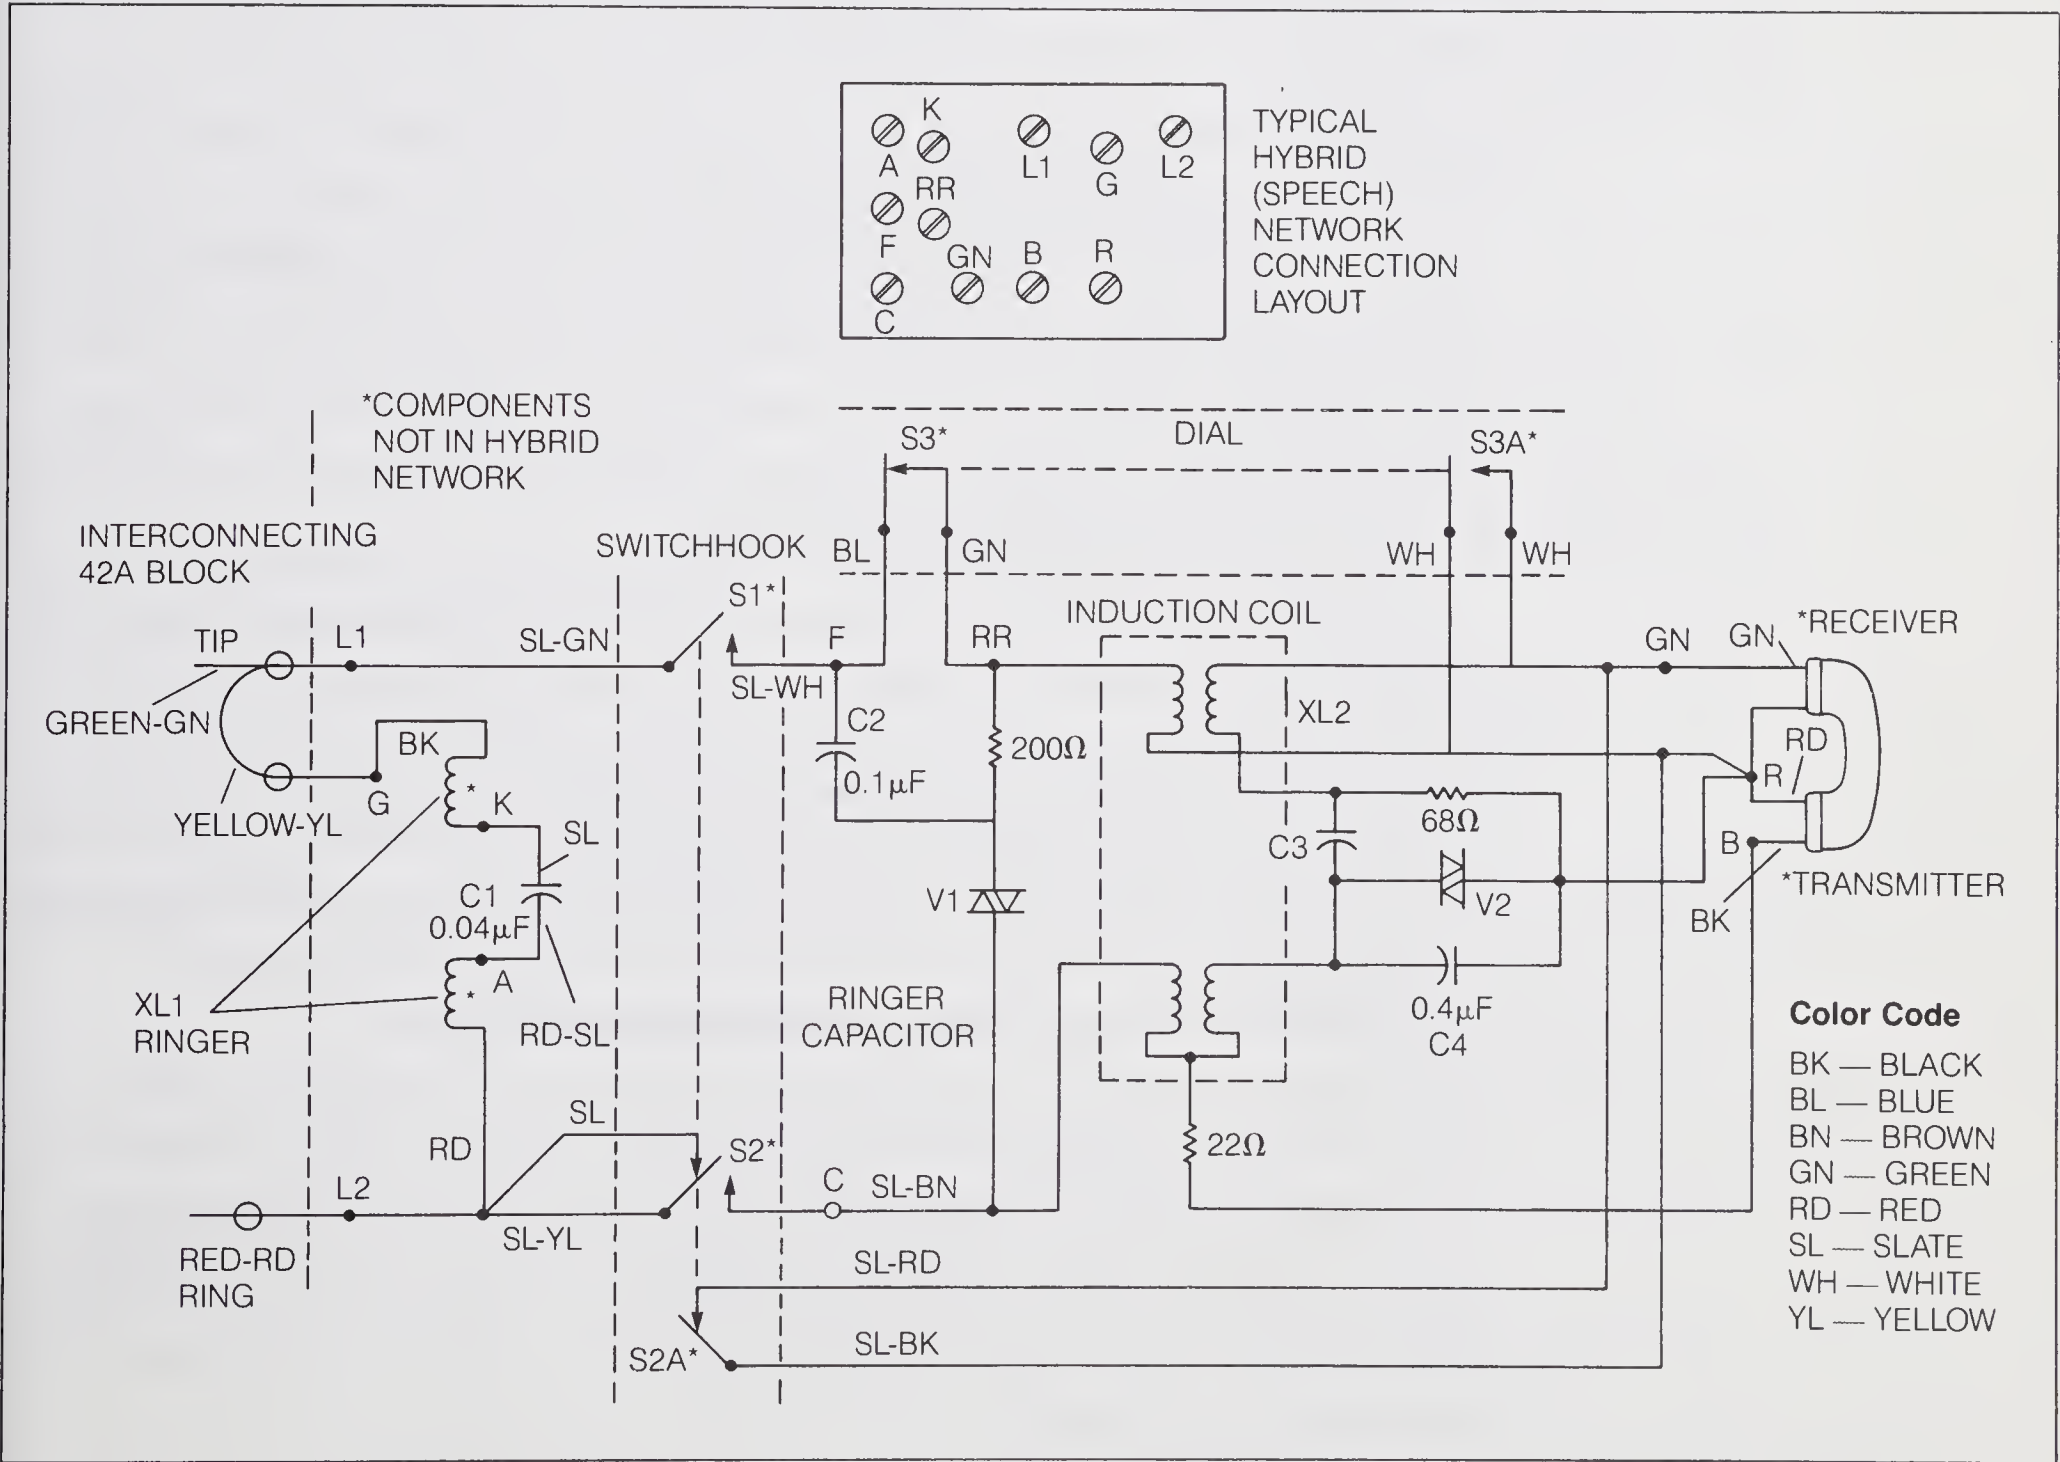 K
A
RR
L1
G
L2
F
GN
B
R
C
TYPICAL
HYBRID
(SPEECH)
NETWORK
CONNECTION
LAYOUT
*COMPONENTS
NOT IN HYBRID
NETWORK
S3*
DIAL
S3A*
INTERCONNECTING
42A BLOCK
SWITCHHOOK
BL
GN
WH
WH
S1*
INDUCTION COIL
TIP
L1
SL-GN
F
RR
GN
GN
*RECEIVER
SL-WH
GREEN-GN
BK
C2
0.1µF
200Ω
XL2
RD
R
G
*
K
YELLOW-YL
SL
C3
68Ω
B
C1
0.04µF
V1
V2
*TRANSMITTER
BK
A
*
XL1
RINGER
RD-SL
RINGER
CAPACITOR
0.4µF
C4
Color Code
BK — BLACK
BL — BLUE
BN — BROWN
GN — GREEN
RD — RED
SL — SLATE
WH — WHITE
YL — YELLOW
SL
RD
S2*
22Ω
L2
C
SL-BN
SL-YL
RED-RD
RING
SL-RD
S2A*
SL-BK